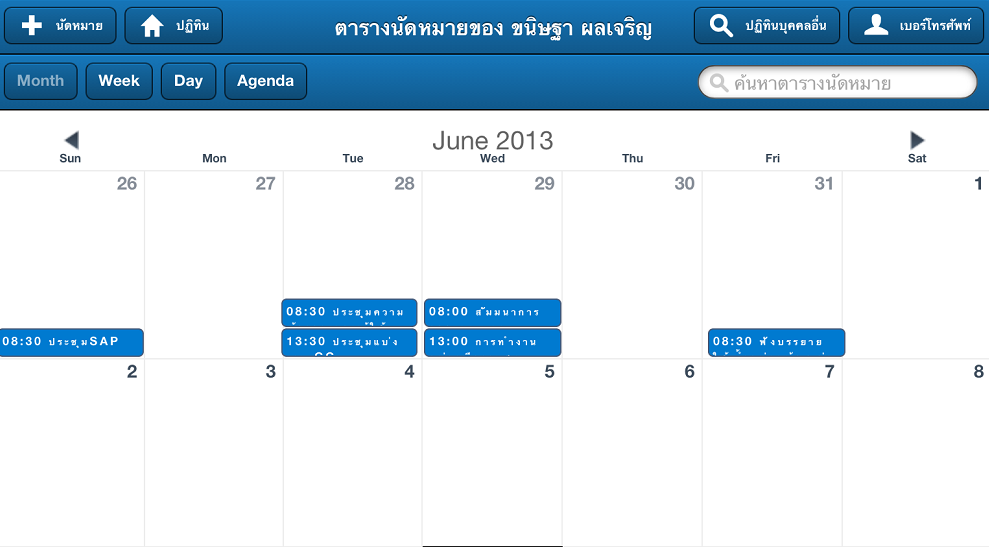 นัดหมาย ปฏิทิน ตารางนัดหมายของ ขนิษฐา ผลเจริญ ปฏิทินบุคคลอื่น เบอร์โทรศัพท์
Month Week Day Agenda ค้นหาตารางนัดหมาย
June 2013
Sun Mon Tue Wed Thu Fri Sat
26 27 28 29 30 31 1
08:30 ประชุมความ 08:00 สัมมนาการ
08:30 ประชุมSAP 13:30 ประชุมแบ่ง 13:00 การทำงาน 08:30 ฟังบรรยาย
2 3 4 5 6 7 8